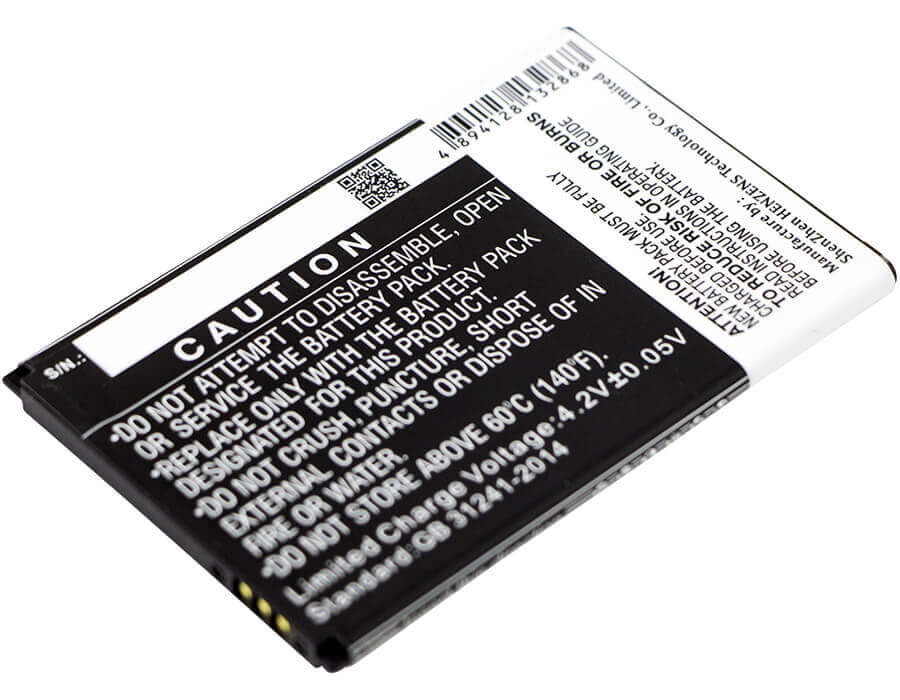 S/N.:
CAUTION
-DO NOT ATTEMPT TO DISASSEMBLE, OPEN
OR SERVICE THE BATTERY PACK.
-REPLACE ONLY WITH THE BATTERY PACK
DESIGNATED FOR THIS PRODUCT.
-DO NOT CRUSH, PUNCTURE, SHORT
EXTERNAL CONTACTS OR DISPOSE OF IN
FIRE OR WATER.
-DO NOT STORE ABOVE 60°C (140°F).
Limited Charge Voltage:4.2V±0.05V
Standard:GB 31241-2014
4894128132868
ATTENTION!
NEW BATTERY PACK MUST BE FULLY
CHARGED BEFORE USE.
TO REDUCE RISK OF FIRE OR BURNS
READ INSTRUCTIONS IN OPERATING GUIDE
BEFORE USING THE BATTERY.
Manufacture by:
ShenZhen HENZENS Technology Co., Limited